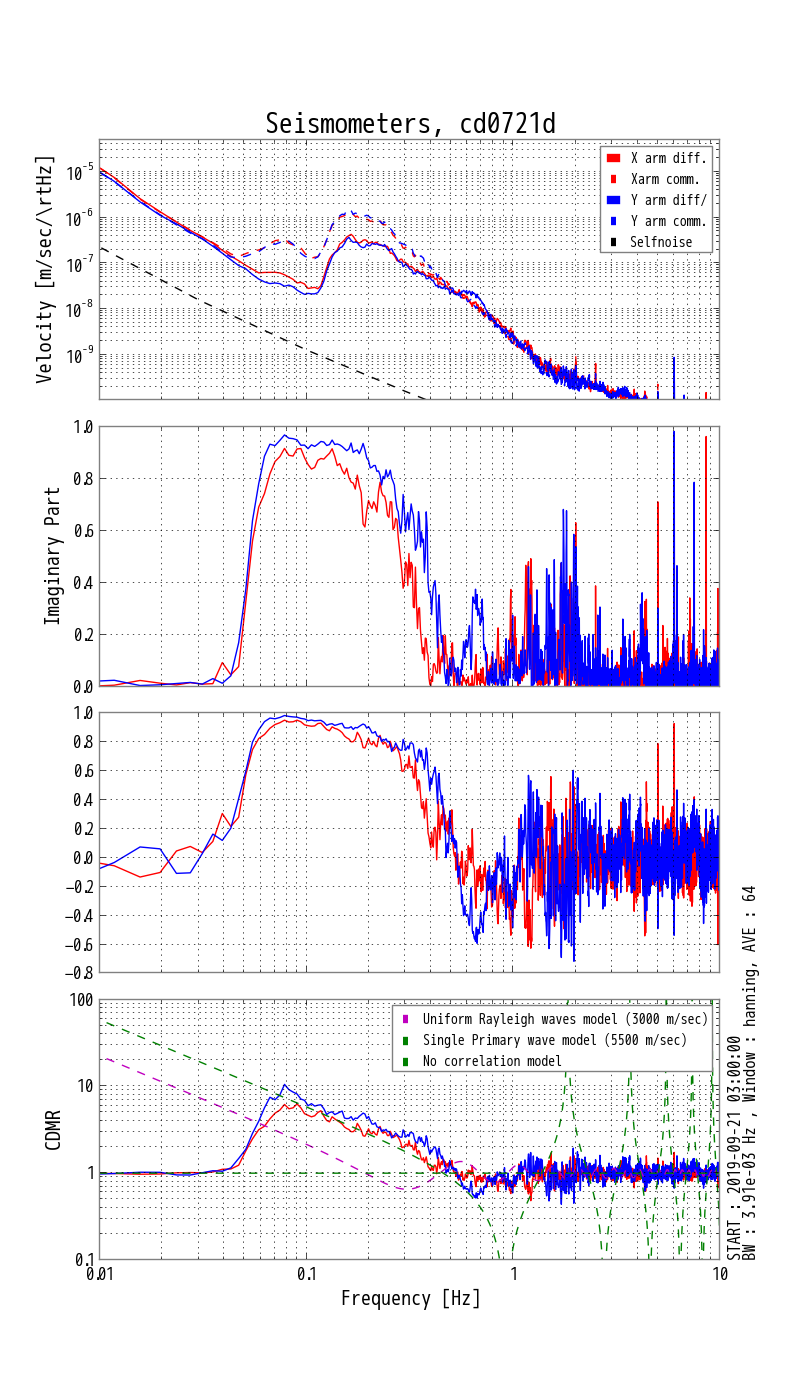 Seismometers, cd0721d
Velocity [m/sec/\rtHz]
10-5
10-6
10-7
10-8
10-9
X arm diff.
Xarm comm.
Y arm diff/
Y arm comm.
Selfnoise
Imaginary Part
1.0
0.8
0.6
0.4
0.2
0.0
1.0
0.8
0.6
0.4
0.2
0.0
−0.2
−0.4
−0.6
−0.8
CDMR
100
10
1
0.1
Uniform Rayleigh waves model (3000 m/sec)
Single Primary wave model (5500 m/sec)
No correlation model
0.01
0.1
1
10
Frequency [Hz]
START : 2019-09-21 03:00:00
BW : 3.91e-03 Hz , Window : hanning, AVE : 64